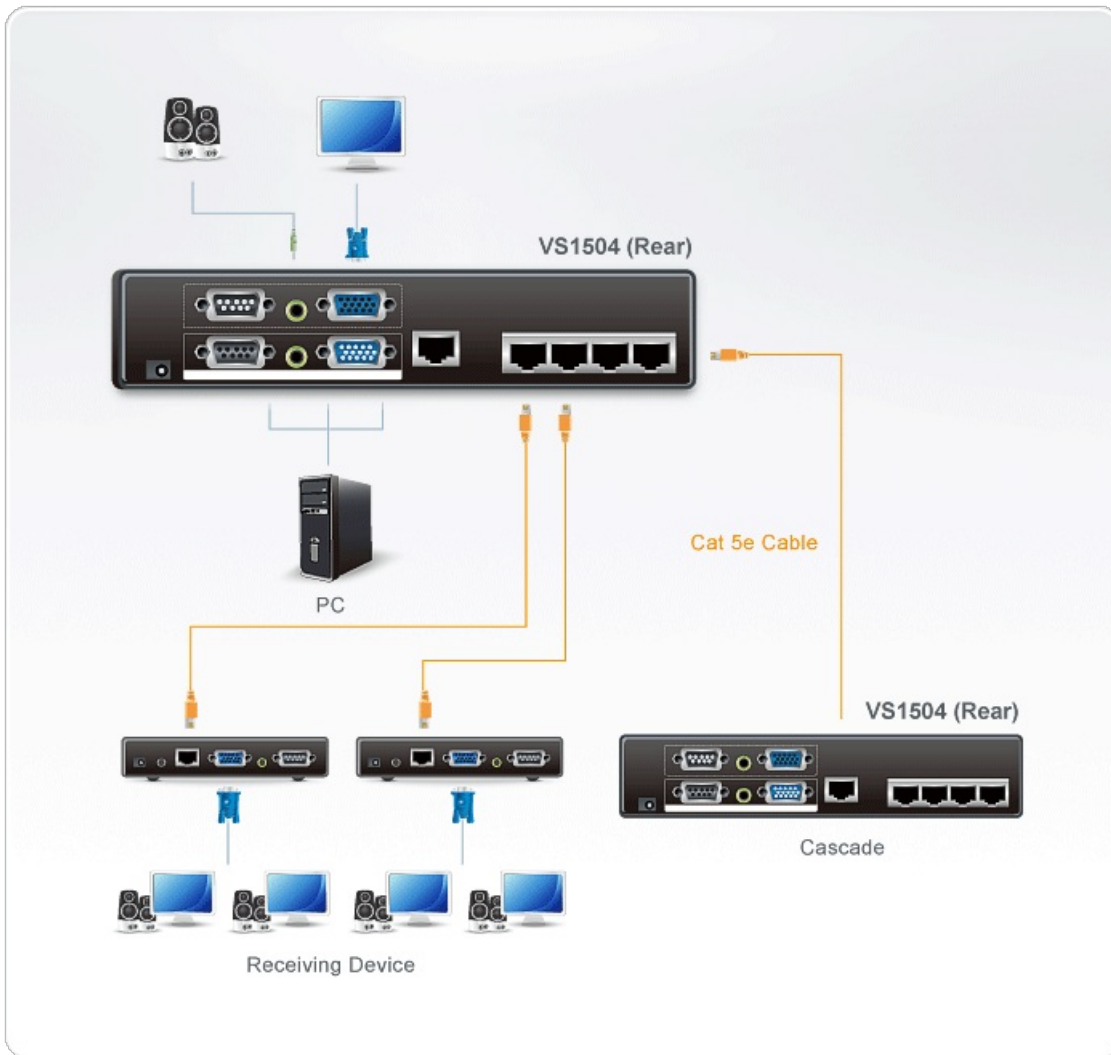 VS1504 (Rear)
PC
Cat 5e Cable
VS1504 (Rear)
Cascade
Receiving Device